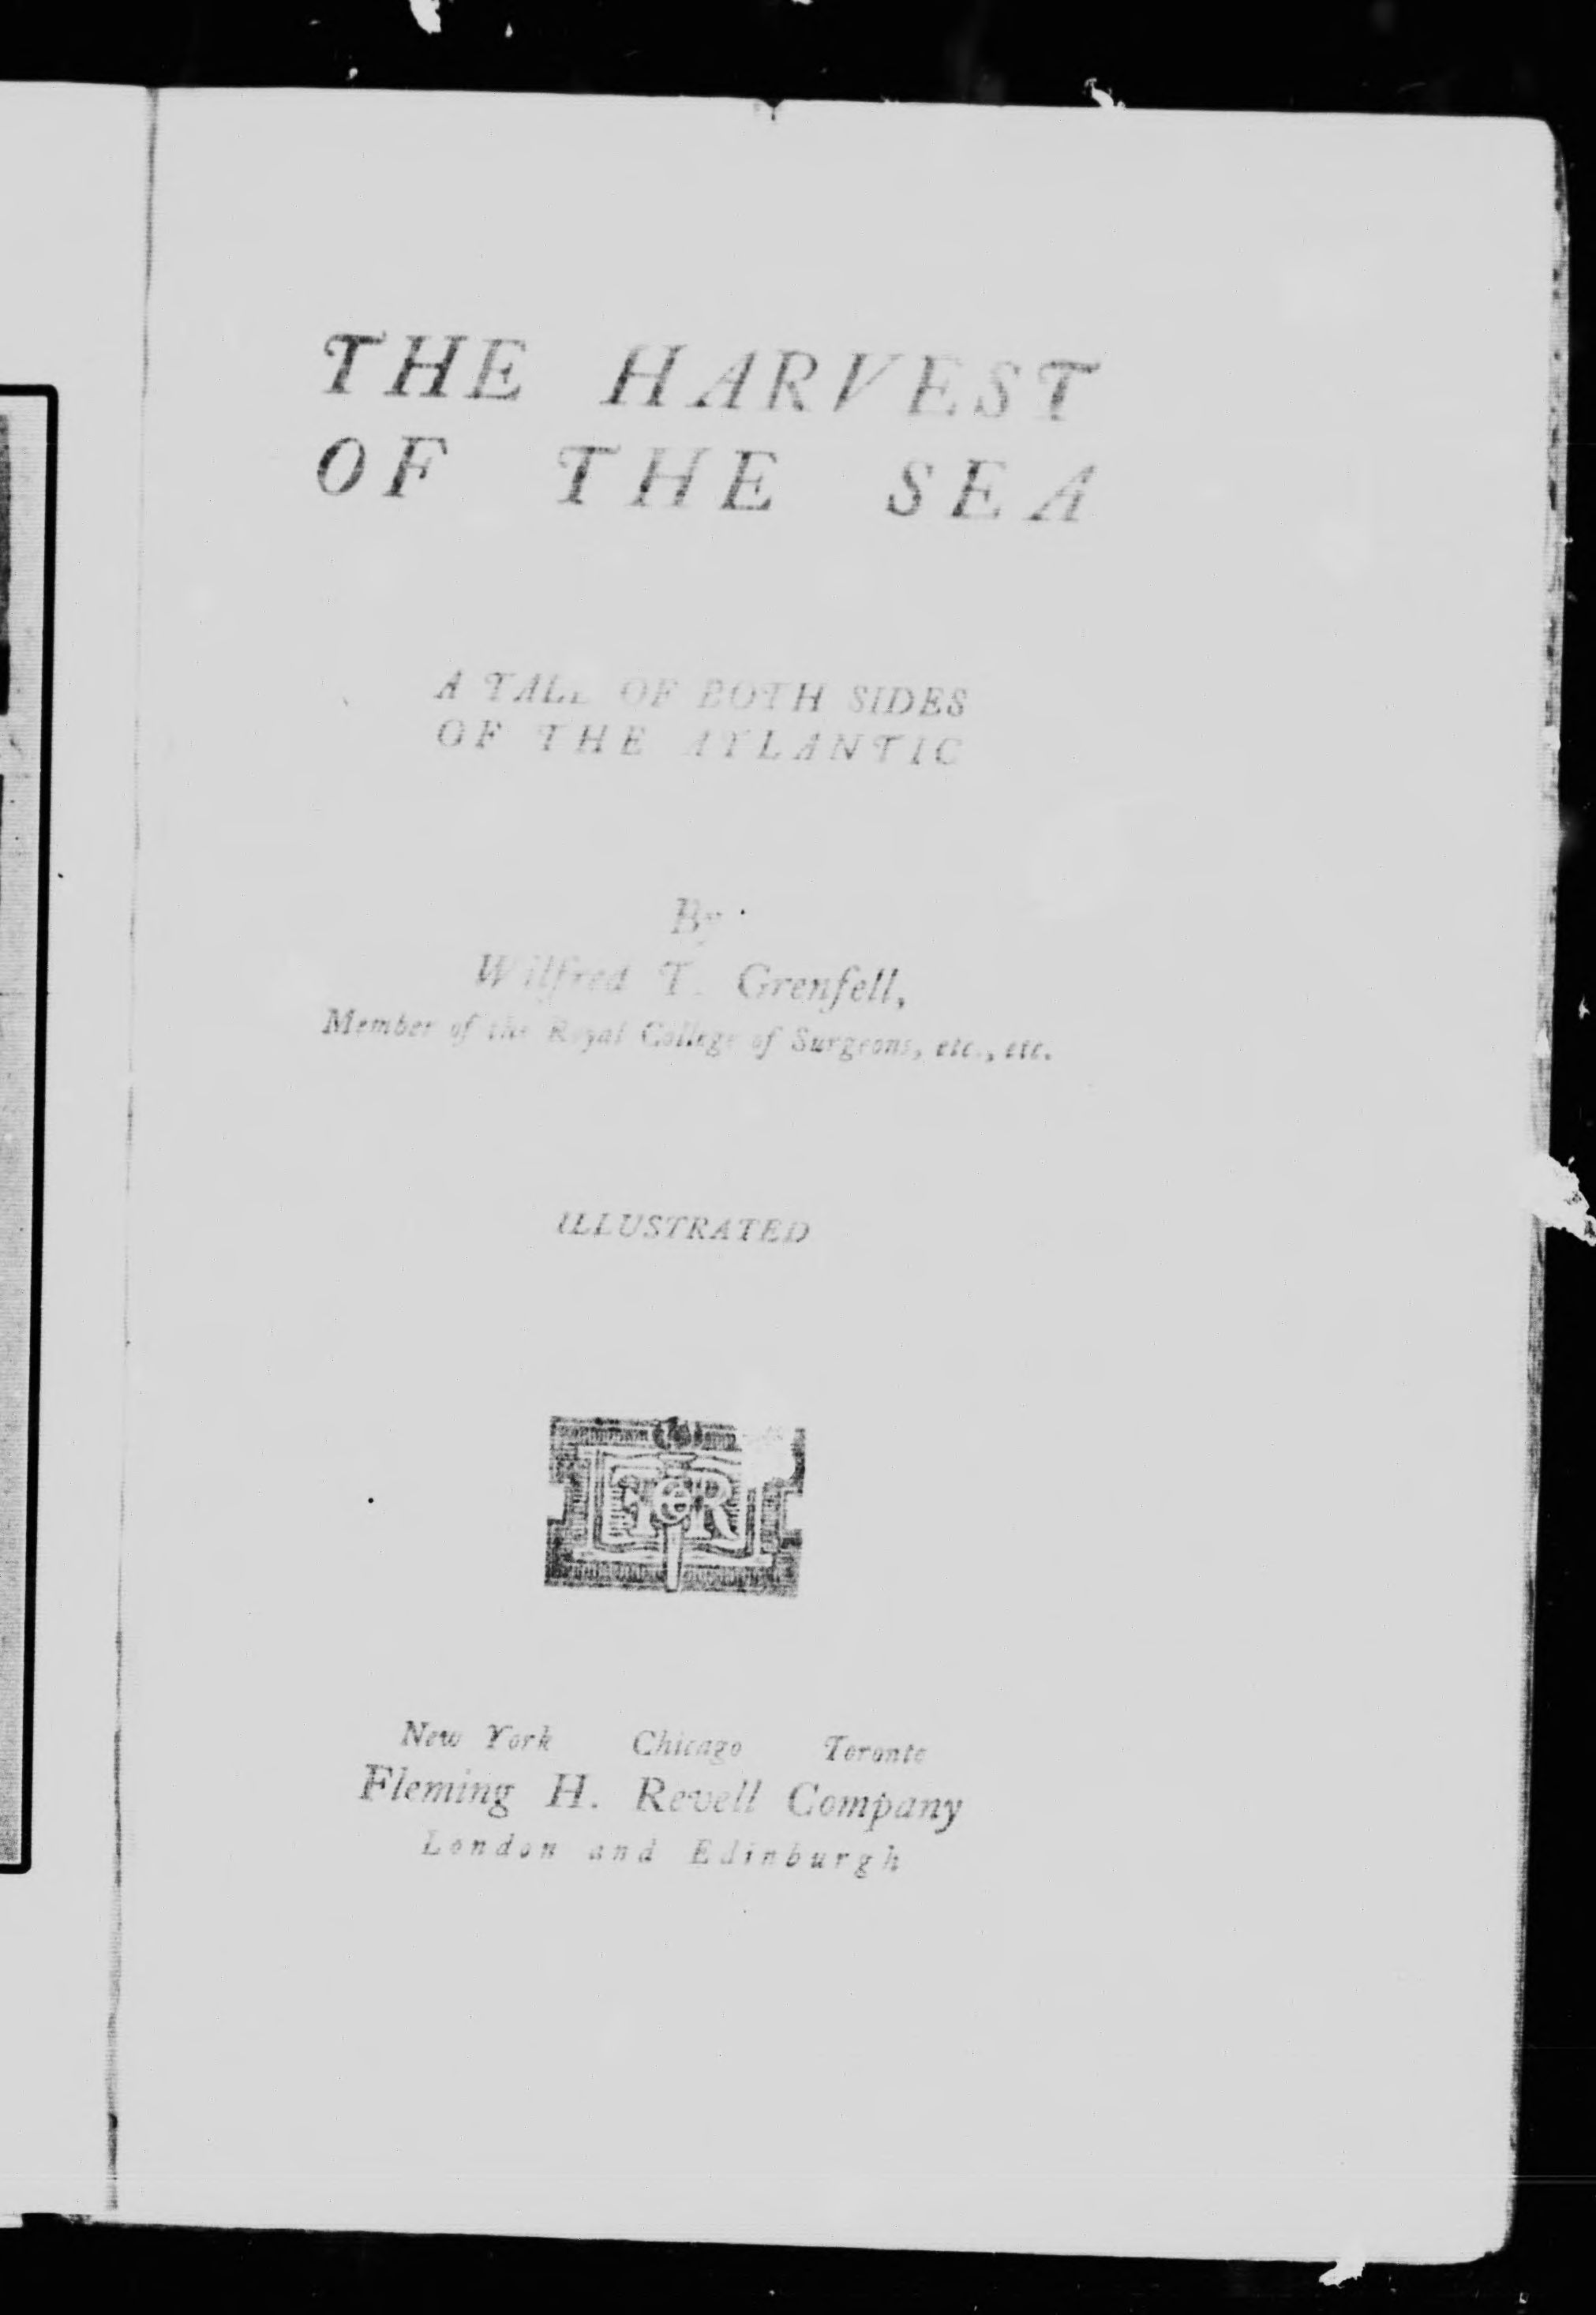 THE HARVEST
OF THE SEA
A TALE OF BOTH SIDES
OF THE ATLANTIC
By
Wilfred T. Grenfell,
Member of the Royal College of Surgeons, etc., etc.
ILLUSTRATED
F H R
New York Chicago Toronto
Fleming H. Revell Company
London and Edinburgh